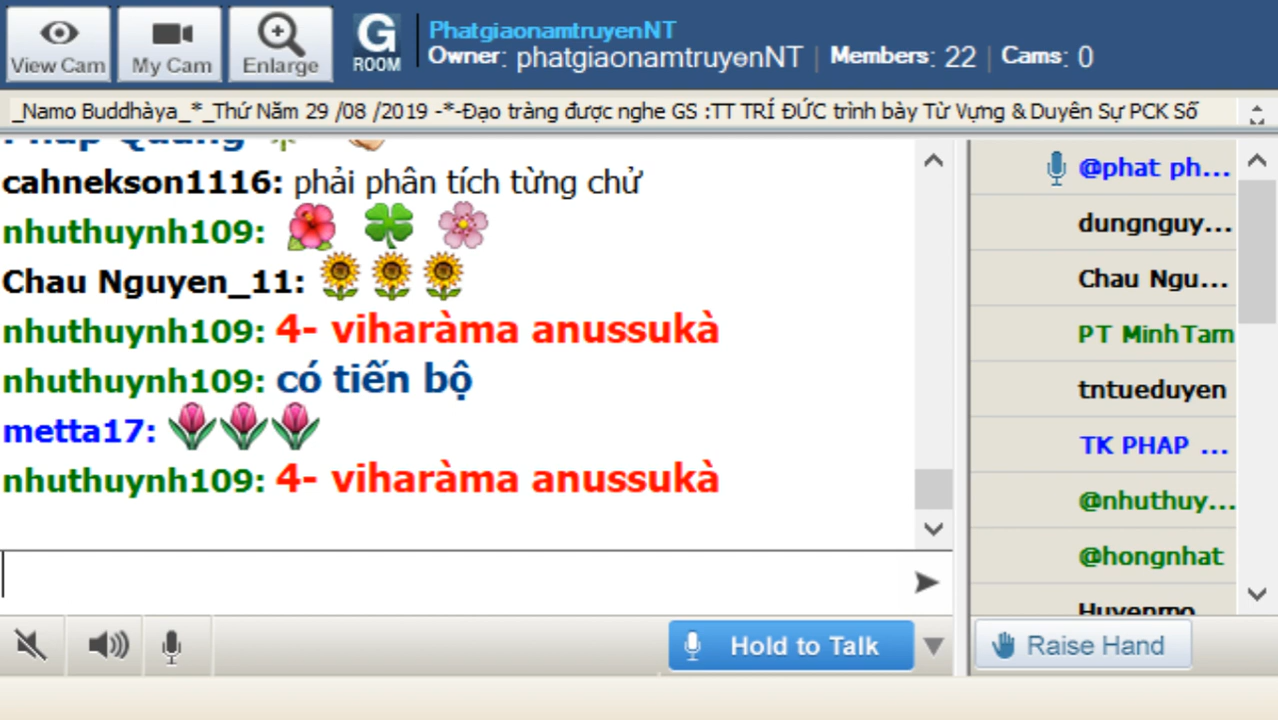 View Cam
My Cam
Enlarge
G
ROOM
PhatgiaonamtruyenNT
Owner: phatgiaonamtruyenNT | Members: 22 | Cams: 0
_Namo Buddhàya_*_Thứ Năm 29 /08 /2019 -*-Đạo tràng được nghe GS :TT TRÍ ĐỨC trình bày Từ Vựng & Duyên Sự PCK Số
Pháp Quang
cahnekson1116: phải phân tích từng chử
nhuthuynh109:
Chau Nguyen_11:
nhuthuynh109: 4- viharàma anussukà
nhuthuynh109: có tiến bộ
metta17:
nhuthuynh109: 4- viharàma anussukà
@phat ph...
dungnguy...
Chau Ngu...
PT MinhTam
tntueduyen
TK PHAP ...
@nhuthuy...
@hongnhat
Huyenmo
Hold to Talk
Raise Hand